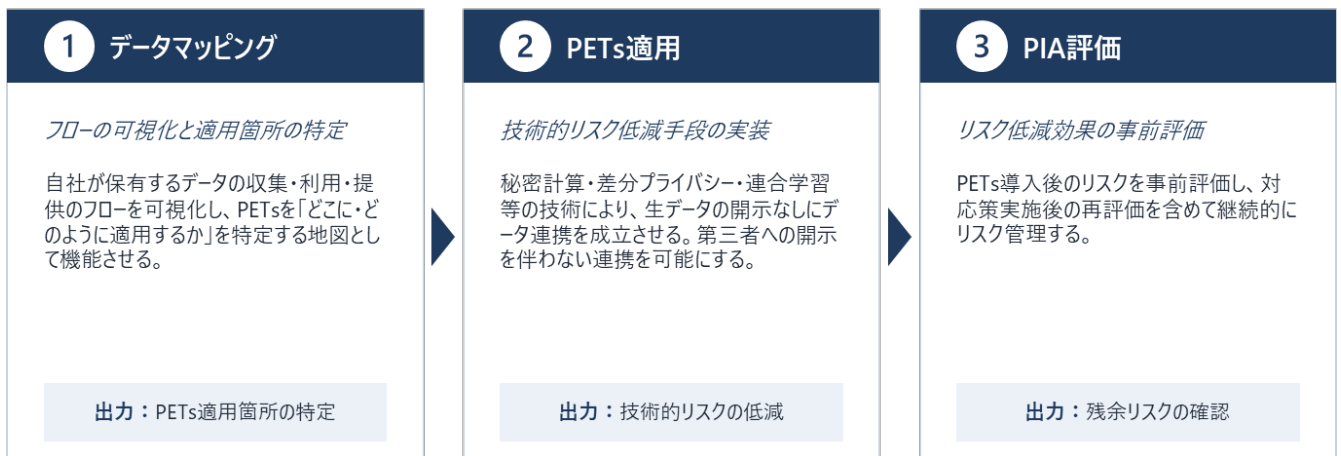 1 データマッピング
フローの可視化と適用箇所の特定
自社が保有するデータの収集・利用・提
供のフローを可視化し、PETsを「どこに・ど
のように適用するか」を特定する地図とし
て機能させる。
出力：PETs適用箇所の特定
2 PETs適用
技術的リスク低減手段の実装
秘密計算・差分プライバシー・連合学習
等の技術により、生データの開示なしにデ
ータ連携を成立させる。第三者への開示
を伴わない連携を可能にする。
出力：技術的リスクの低減
3 PIA評価
リスク低減効果の事前評価
PETs導入後のリスクを事前評価し、対
応策実施後の再評価を含めて継続的に
リスク管理する。
出力：残余リスクの確認